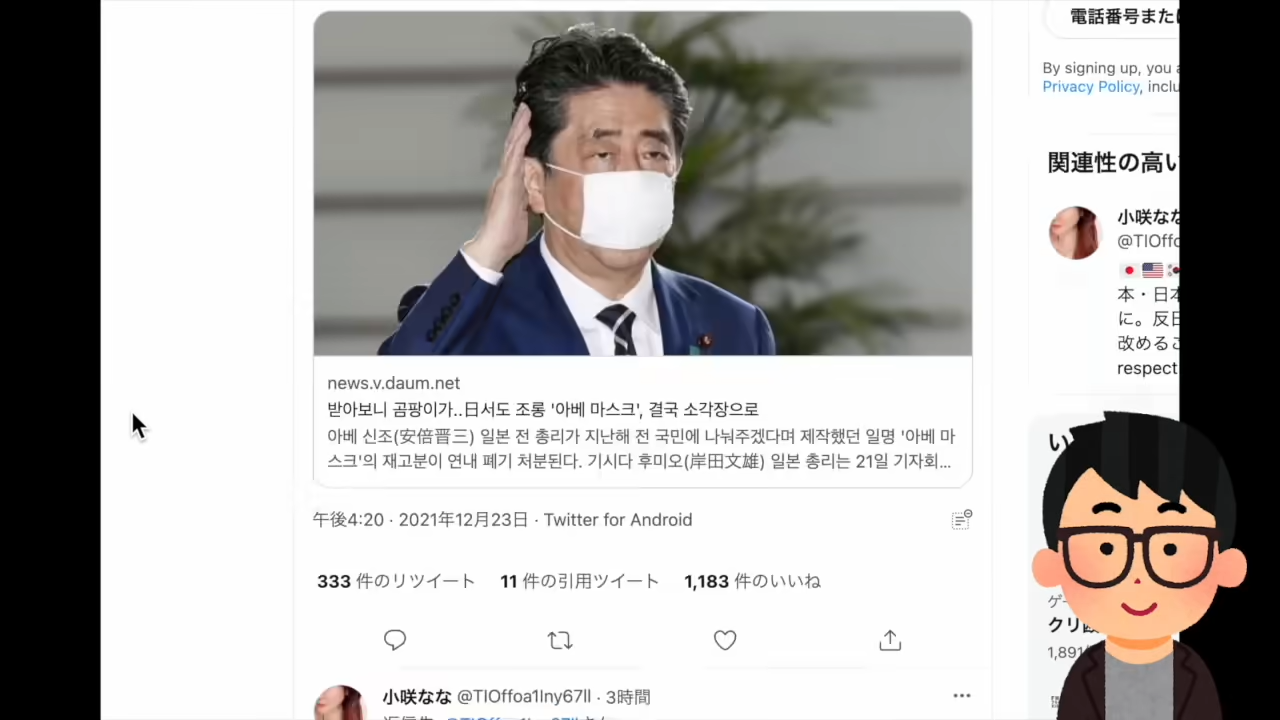 news.v.daum.net
받아보니 곰팡이가..日서도 조롱 '아베 마스크', 결국 소각장으로
아베 신조(安倍晋三) 일본 전 총리가 지난해 전 국민에 나눠주겠다며 제작했던 일명 '아베 마
스크'의 재고분이 연내 폐기 처분된다. 기시다 후미오(岸田文雄) 일본 총리는 21일 기자회...
午後4:20 · 2021年12月23日 · Twitter for Android
333 件のリツイート 11 件の引用ツイート 1,183 件のいいね
小咲なな @TIOffoa1lny67ll · 3時間
電話番号また
By signing up, you
Privacy Policy, inclu
関連性の高い
小咲なな
@TIOffo
本・日本
に。反日
改めるこ
respect
い
ゲー
クリ
1,891